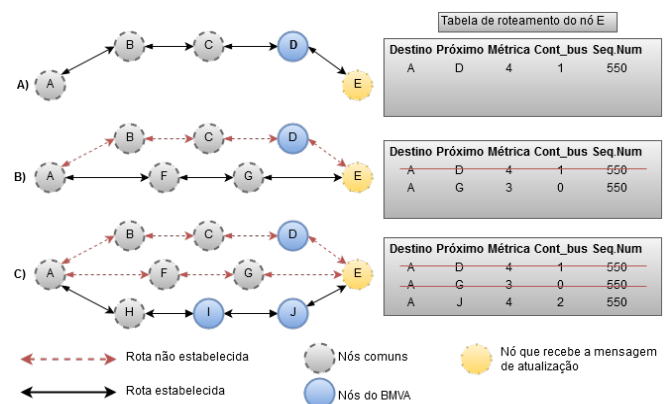 Tabela de roteamento do nó E
B
C
D
A
E
A)
Destino Próximo Métrica Cont_bus Seq.Num
A D 4 1 550
B
C
D
A
F
G
E
B)
Destino Próximo Métrica Cont_bus Seq.Num
A D 4 1 550
A G 3 0 550
B
C
D
A
F
G
E
C)
H
I
J
Destino Próximo Métrica Cont_bus Seq.Num
A D 4 1 550
A G 3 0 550
A J 4 2 550
Rota não estabelecida
Nós comuns
Nó que recebe a mensagem
de atualização
Rota estabelecida
Nós do BMVA